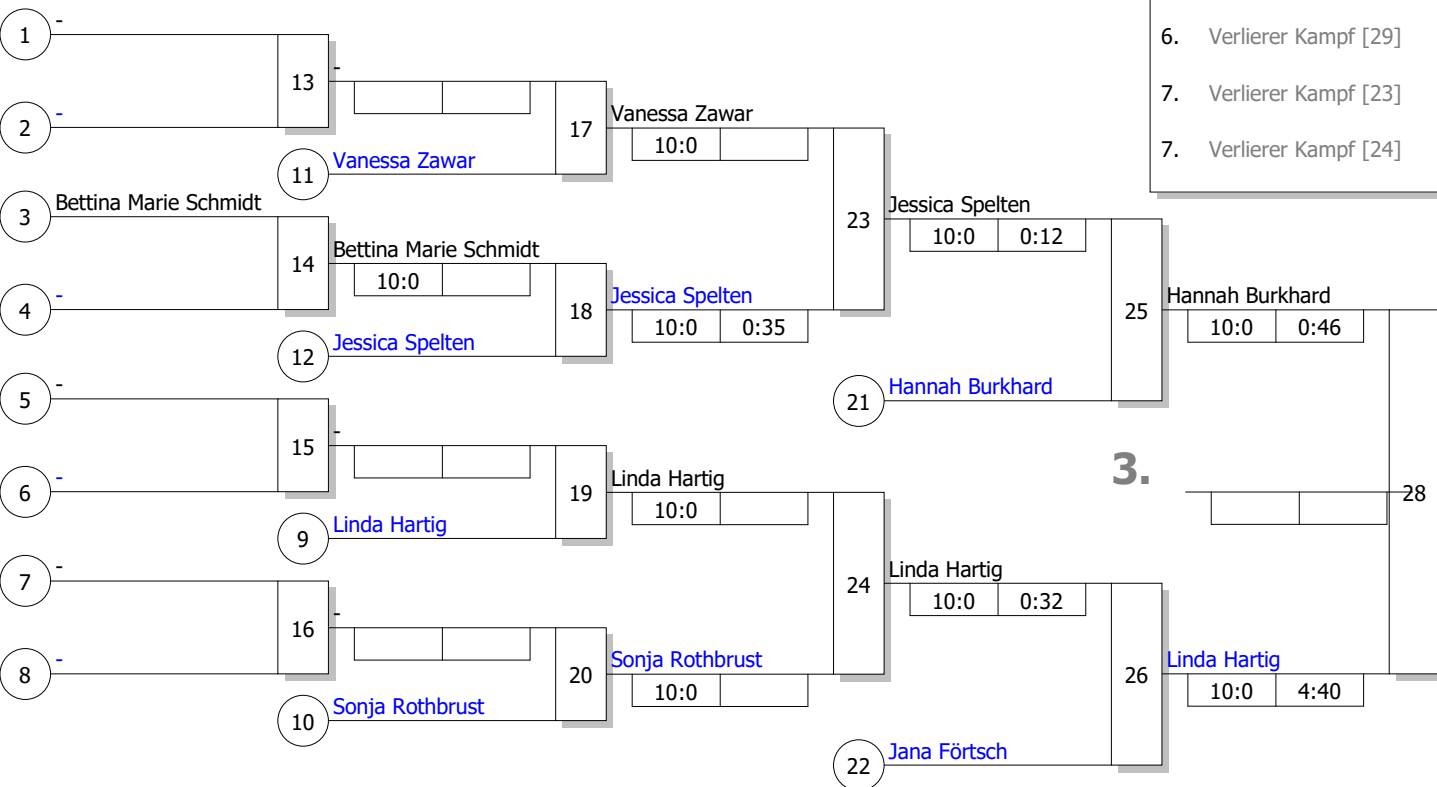 1 -
2 -
13 -
11 Vanessa Zawar
17 Vanessa Zawar
10:0
3 Bettina Marie Schmidt
4 -
14 Bettina Marie Schmidt
10:0
12 Jessica Spelten
18 Jessica Spelten
10:0 0:35
23 Jessica Spelten
10:0 0:12
21 Hannah Burkhard
25 Hannah Burkhard
10:0 0:46
5 -
6 -
15 -
9 Linda Hartig
19 Linda Hartig
10:0
7 -
8 -
16 -
10 Sonja Rothbrust
20 Sonja Rothbrust
10:0
24 Linda Hartig
10:0 0:32
22 Jana Förtsch
26 Linda Hartig
10:0 4:40
3.
28
6. Verlierer Kampf [29]
7. Verlierer Kampf [23]
7. Verlierer Kampf [24]